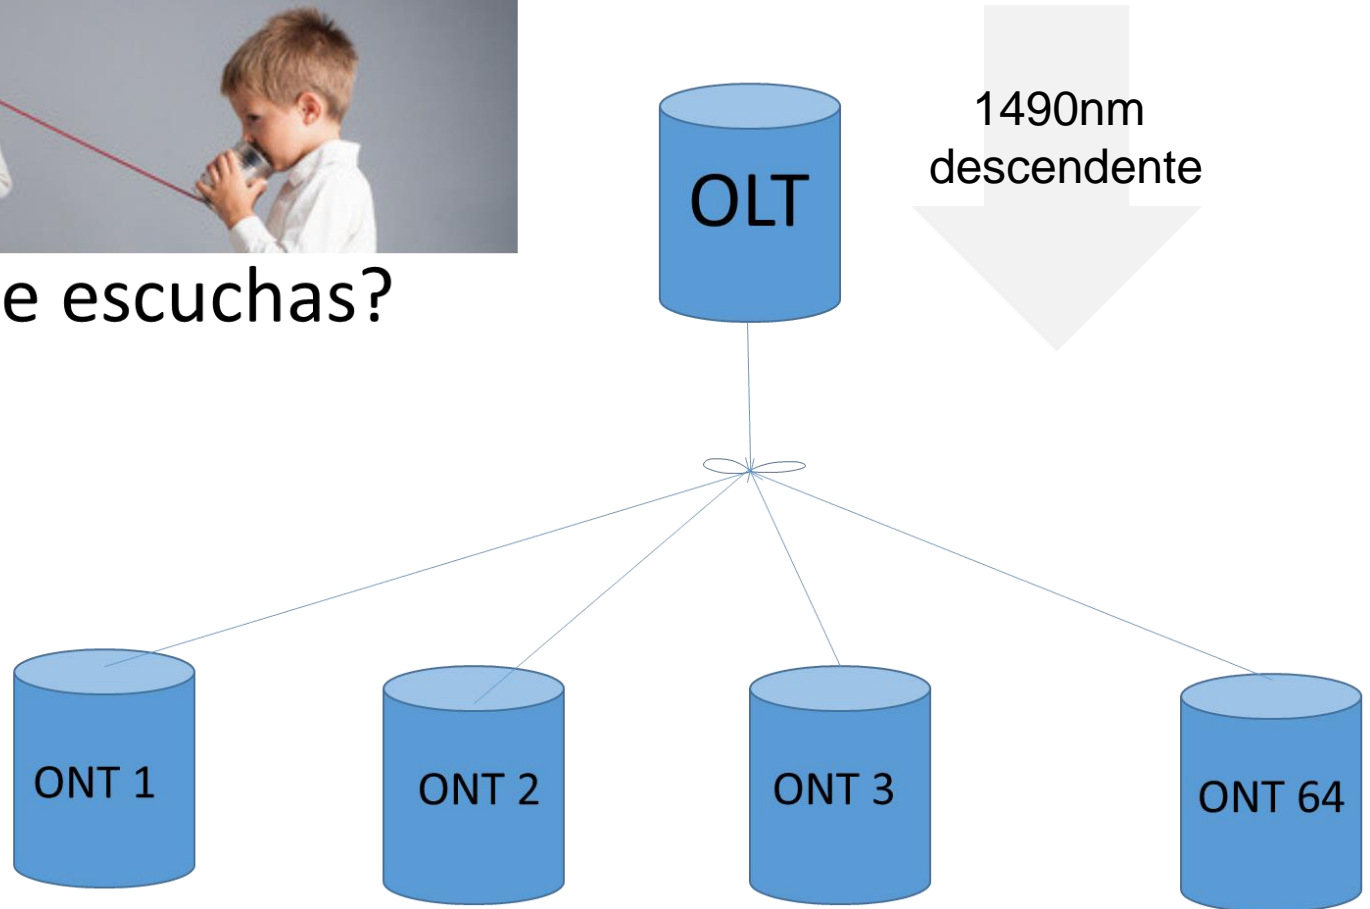 1490nm
descendente
OLT
e escuchas?
ONT 1
ONT 2
ONT 3
ONT 64